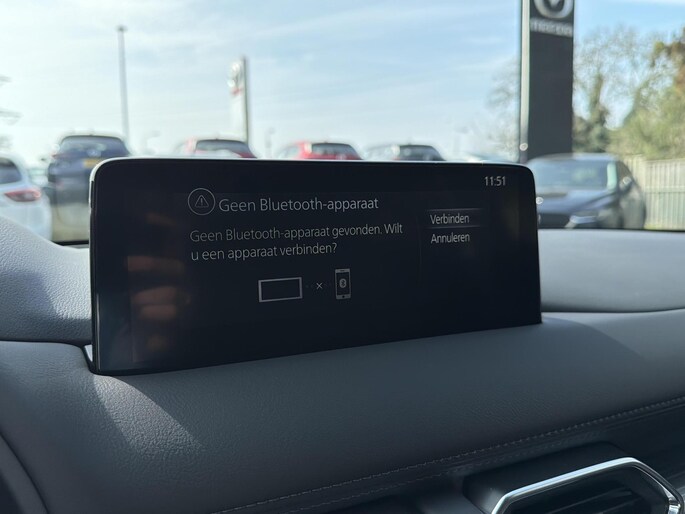 11:51
Geen Bluetooth-apparaat
Geen Bluetooth-apparaat gevonden. Wilt
u een apparaat verbinden?
Verbinden
Annuleren